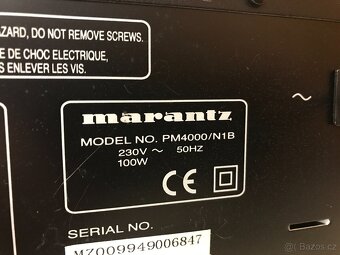 AZARD, DO NOT REMOVE SCREWS.
DE CHOC ELECTRIQUE,
ENLEVER LES VIS.
marantz
MODEL NO. PM4000/N1B
230V ～ 50HZ
100W
CE
SERIAL NO.
MZ009949006847
Bazos.cz